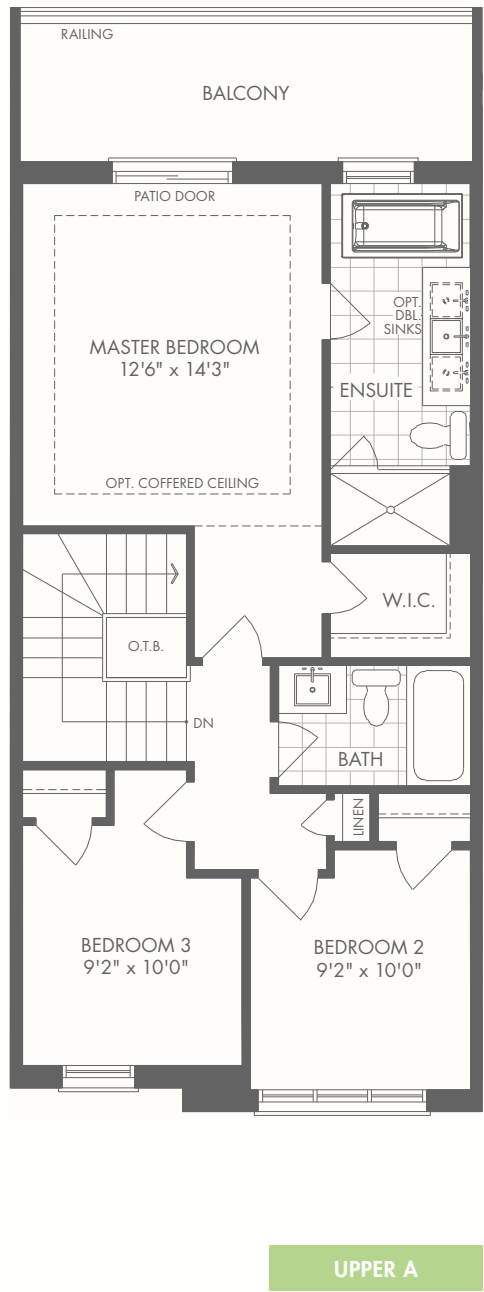 RAILING
BALCONY
PATIO DOOR
OPT.
DBL.
SINKS
MASTER BEDROOM
12'6" x 14'3"
ENSUITE
OPT. COFFERED CEILING
W.I.C.
O.T.B.
DN
BATH
LINEN
BEDROOM 3
9'2" x 10'0"
BEDROOM 2
9'2" x 10'0"
UPPER A